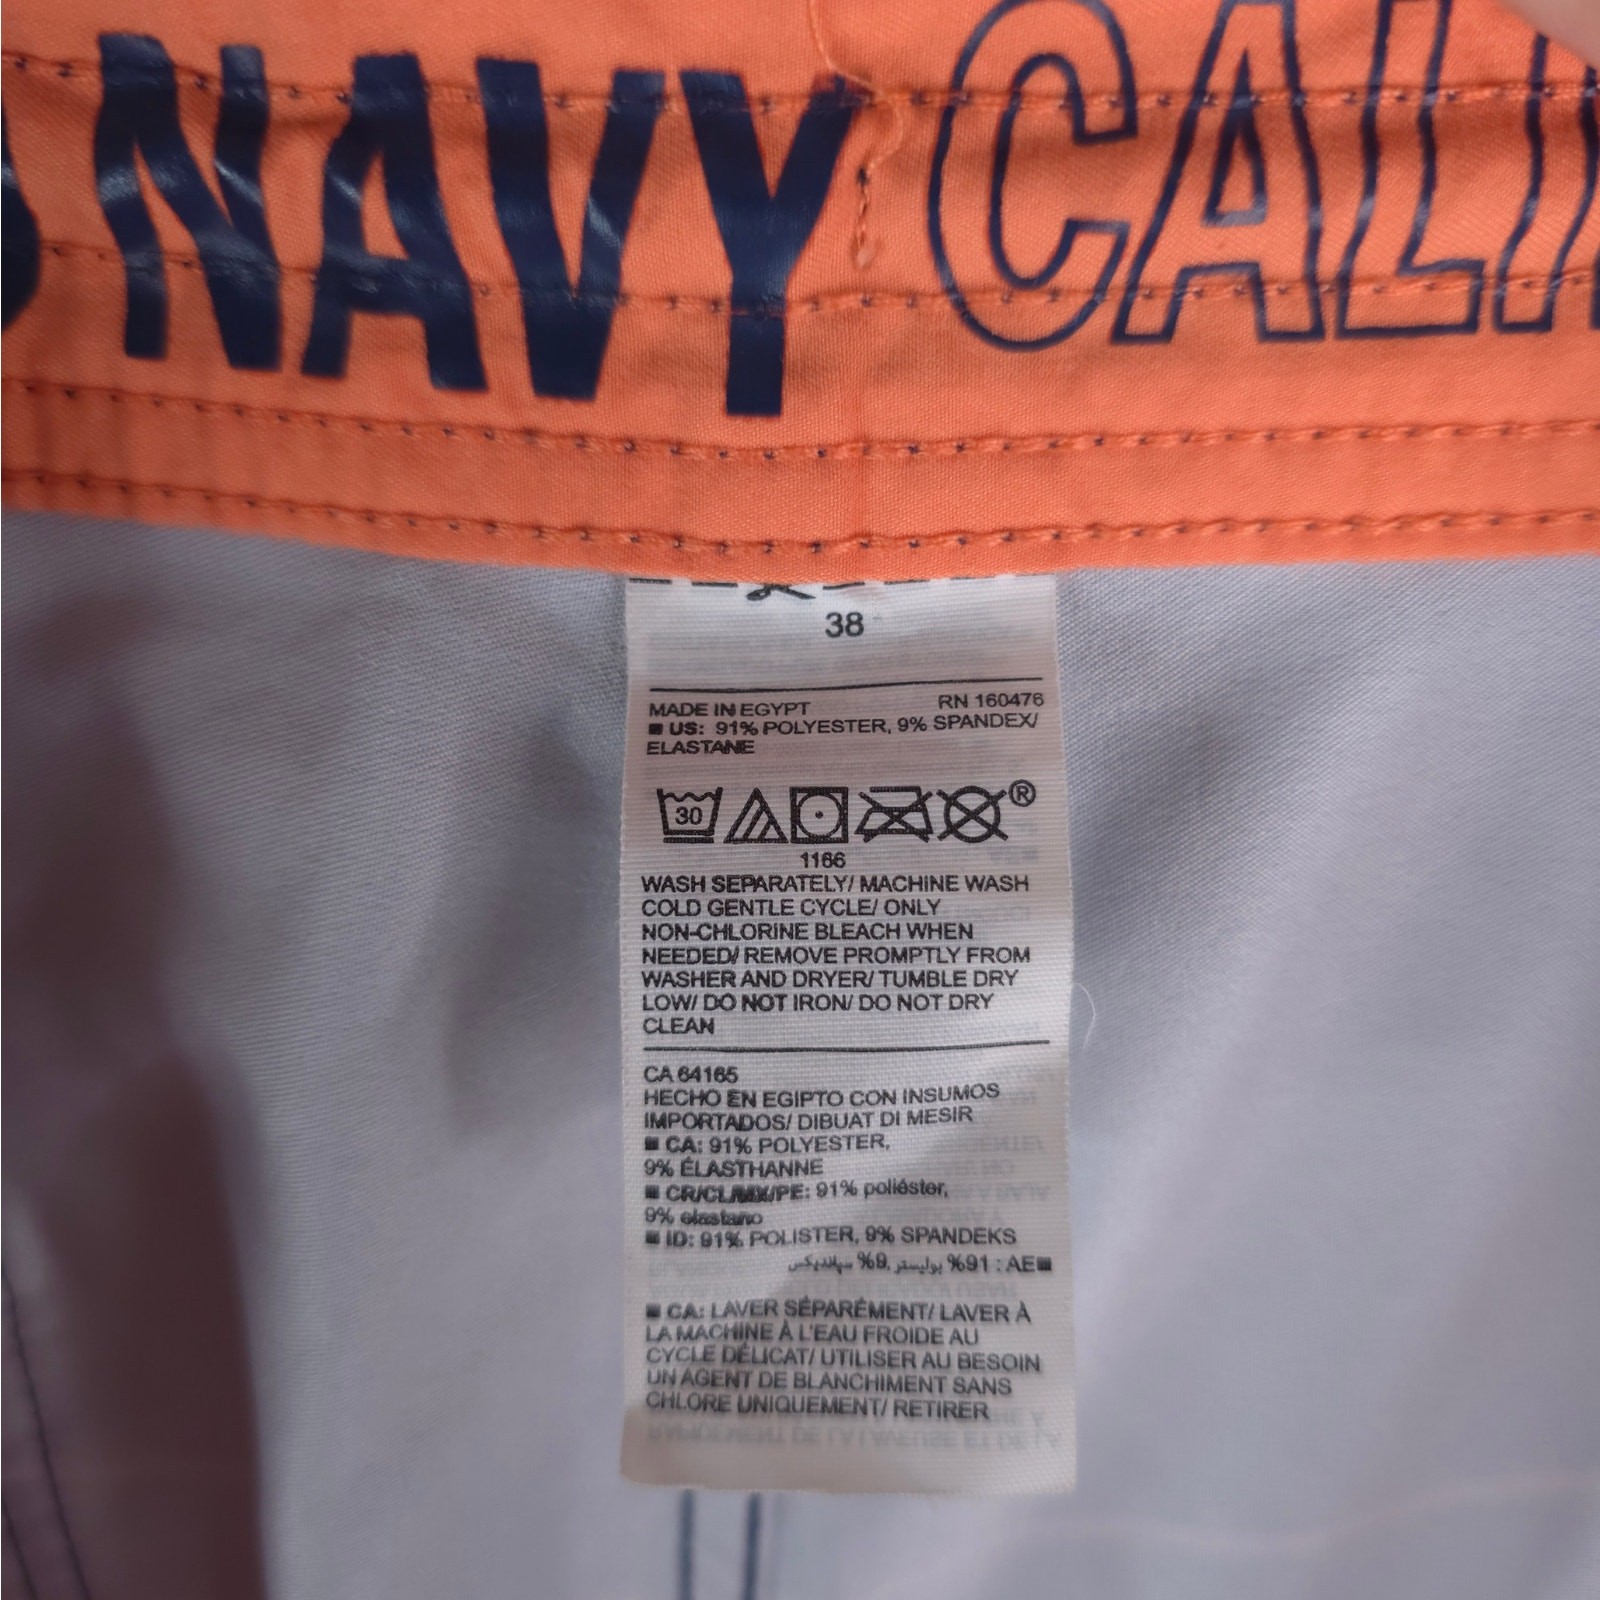 NAVY CALI
38
MADE IN EGYPT RN 160476
US: 91% POLYESTER, 9% SPANDEX/
ELASTANE
30 ®
1166
WASH SEPARATELY/ MACHINE WASH
COLD GENTLE CYCLE/ ONLY
NON-CHLORINE BLEACH WHEN
NEEDED/ REMOVE PROMPTLY FROM
WASHER AND DRYER/ TUMBLE DRY
LOW/ DO NOT IRON/ DO NOT DRY
CLEAN
CA 64165
HECHO EN EGIPTO CON INSUMOS
IMPORTADOS/ DIBUAT DI MESIR
CA: 91% POLYESTER,
9% ÉLASTHANNE
CR/CL/MX/PE: 91% poliéster,
9% elastano
ID: 91% POLISTER, 9% SPANDEKS
AE: 91% بوليستر, 9% سپانديكس
CA: LAVER SÉPARÉMENT/ LAVER À
LA MACHINE À L'EAU FROIDE AU
CYCLE DÉLICAT/ UTILISER AU BESOIN
UN AGENT DE BLANCHIMENT SANS
CHLORE UNIQUEMENT/ RETIRER